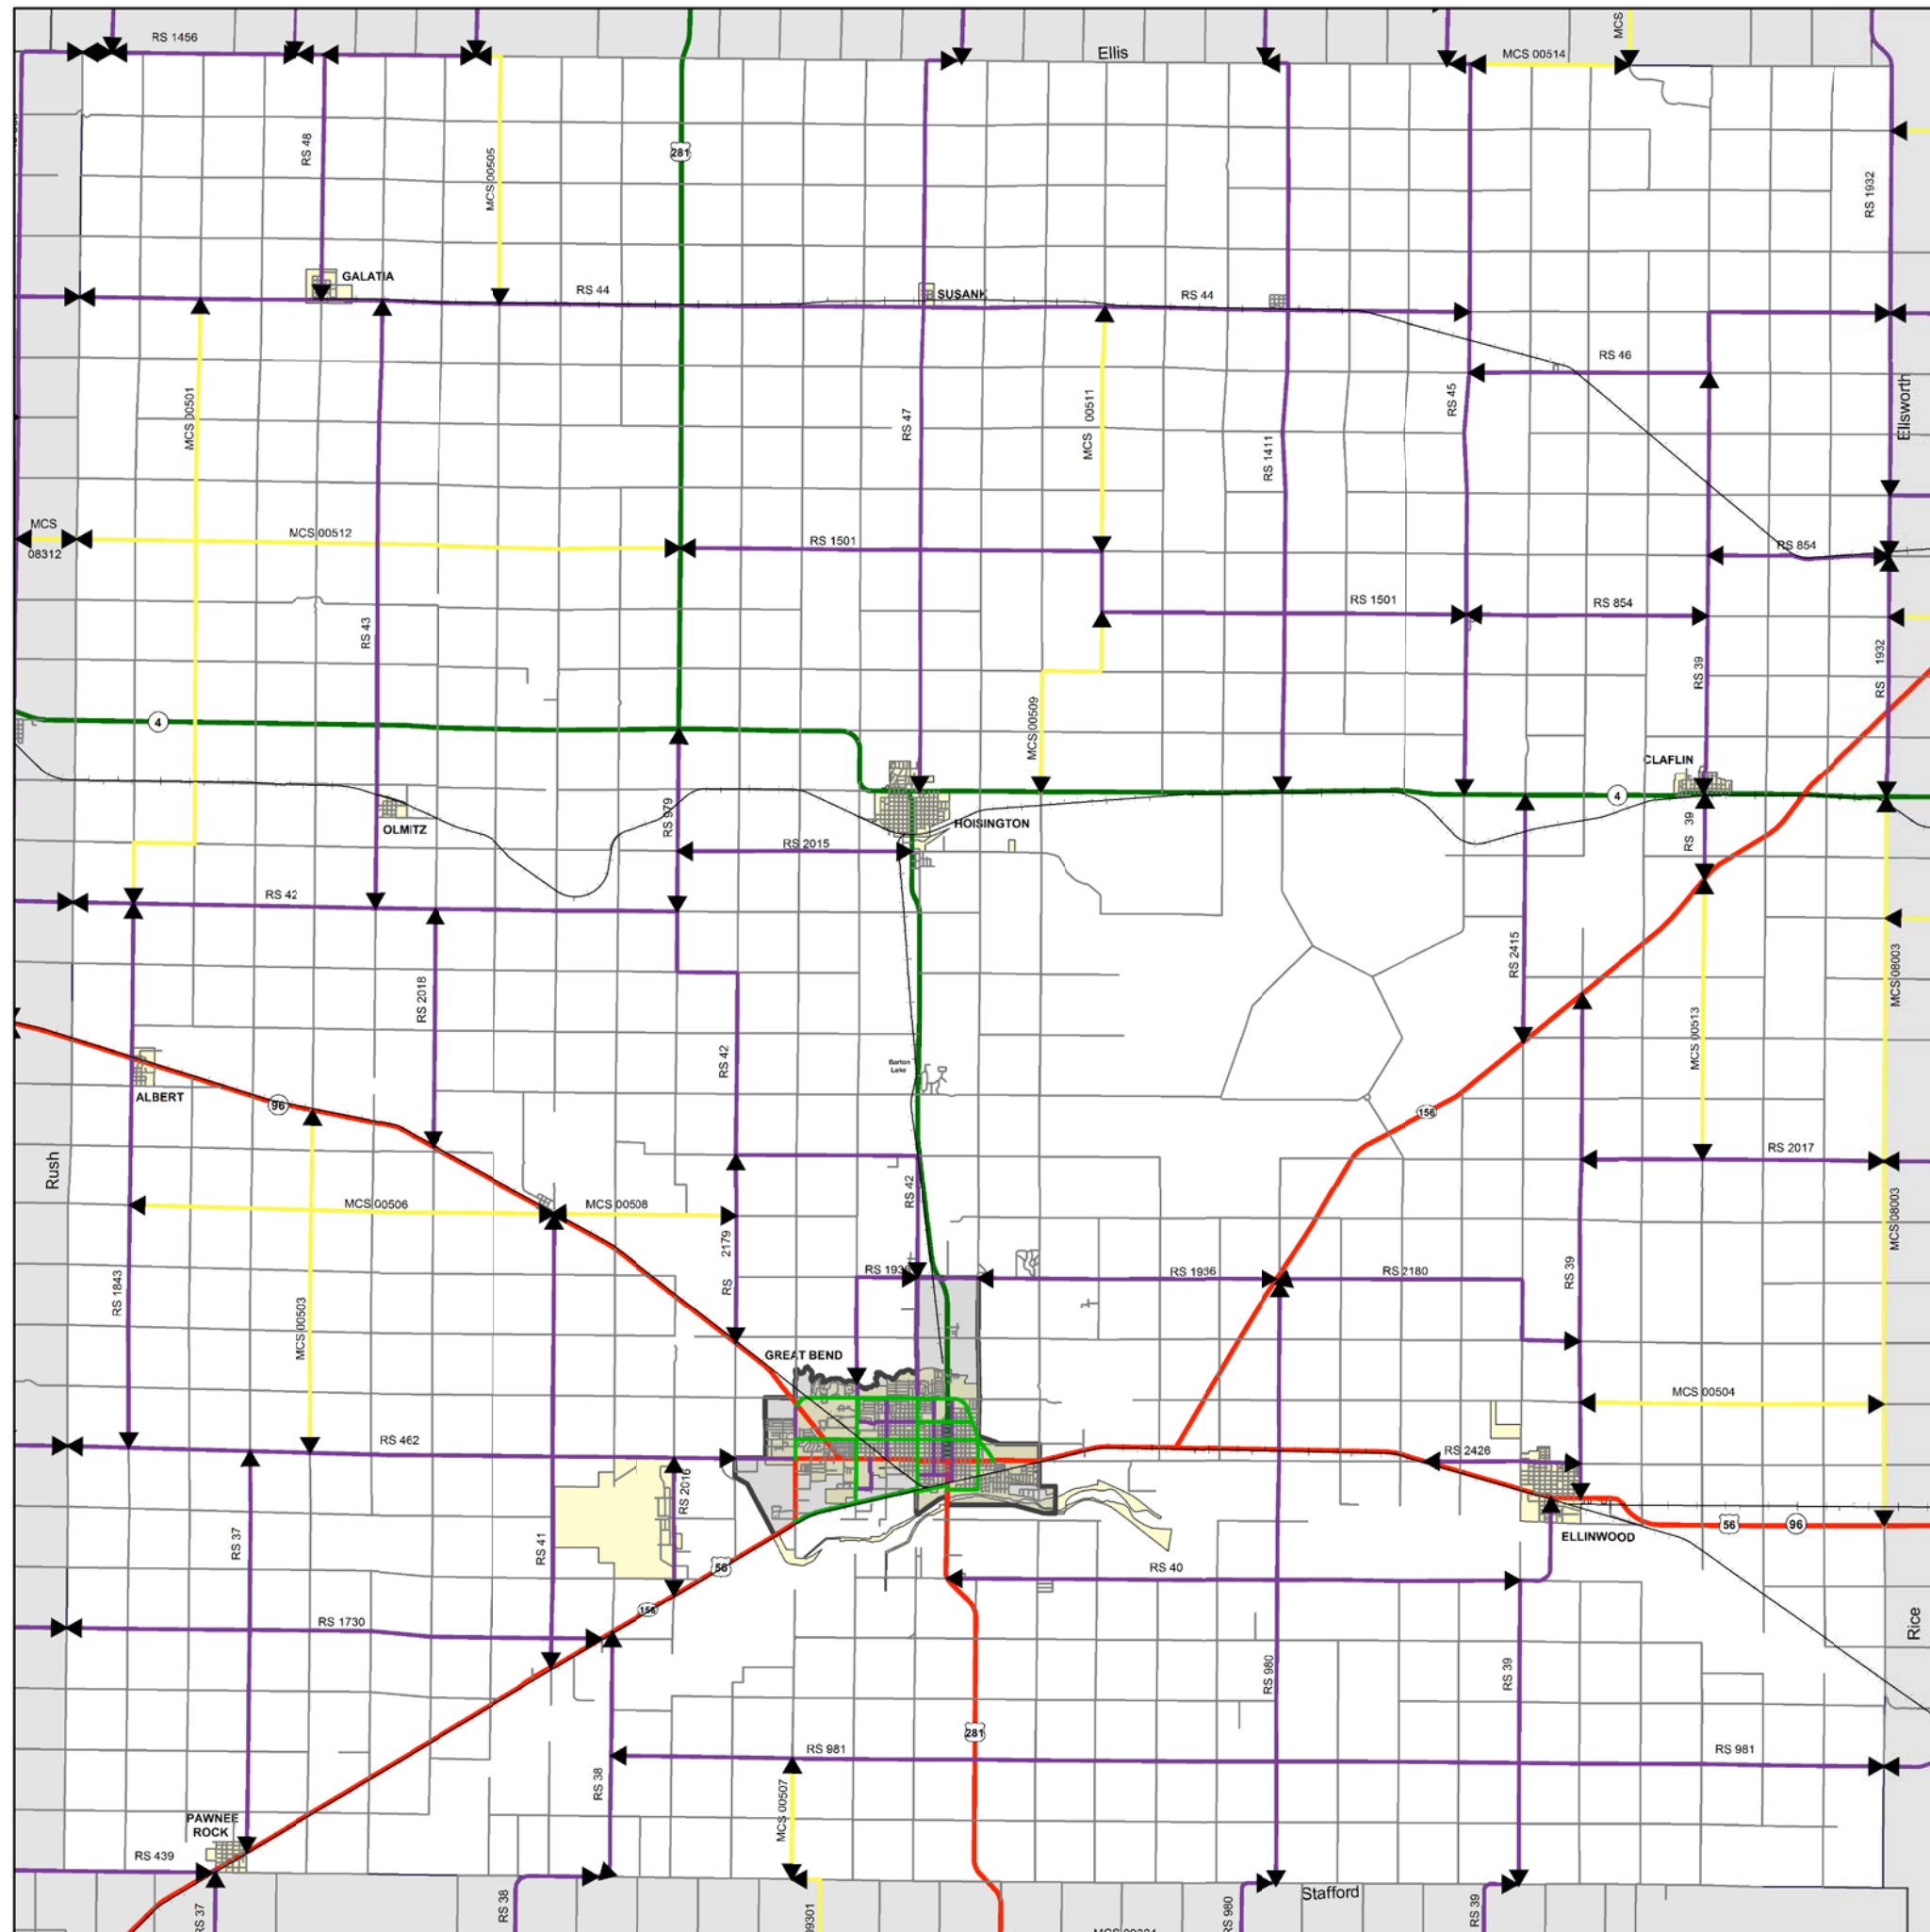 MCS
RS 1456
Ellis
MCS 00514
RS 48
281
MCS 00505
RS 1932
GALATIA
RS 44
SUSANK
RS 44
RS 46
MCS 00501
RS 47
MCS 00511
RS 1411
RS 45
Ellsworth
MCS
08312
MCS 00512
RS 1501
RS 854
RS 43
RS 1501
RS 854
RS 39
RS 1932
4
MCS 00509
CLAFLIN
4
OLMITZ
RS 979
HOISINGTON
RS 39
RS 2015
RS 42
RS 2415
RS 2018
MCS 08003
MCS 00513
RS 42
Barton
Lake
ALBERT
96
156
Rush
RS 2017
RS 42
MCS 00506
MCS 00508
MCS 08003
RS 2179
RS 1843
MCS 00503
RS 193
RS 1936
RS 2180
RS 39
GREAT BEND
MCS 00504
RS 462
RS 2426
RS 2016
RS 37
RS 41
ELLINWOOD
56
96
56
RS 40
156
RS 1730
Rice
RS 980
RS 39
281
RS 981
RS 981
RS 38
MCS 00507
PAWNEE
ROCK
RS 439
Stafford
RS 37
RS 38
09301
RS 980
RS 39